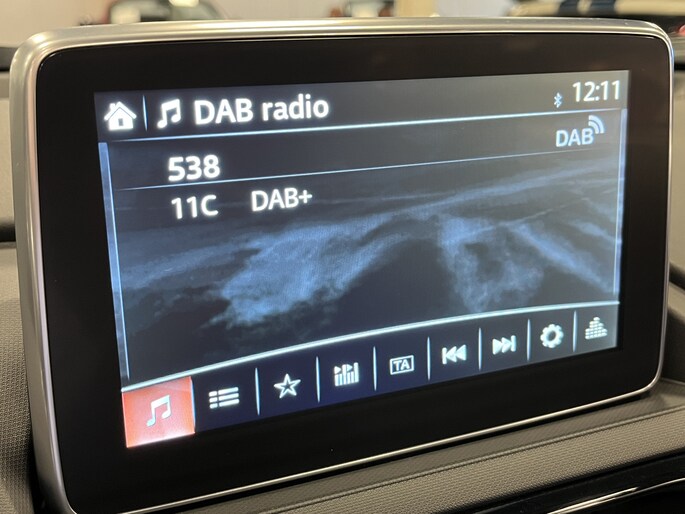 DAB radio 12:11
DAB
538
11C DAB+
TA